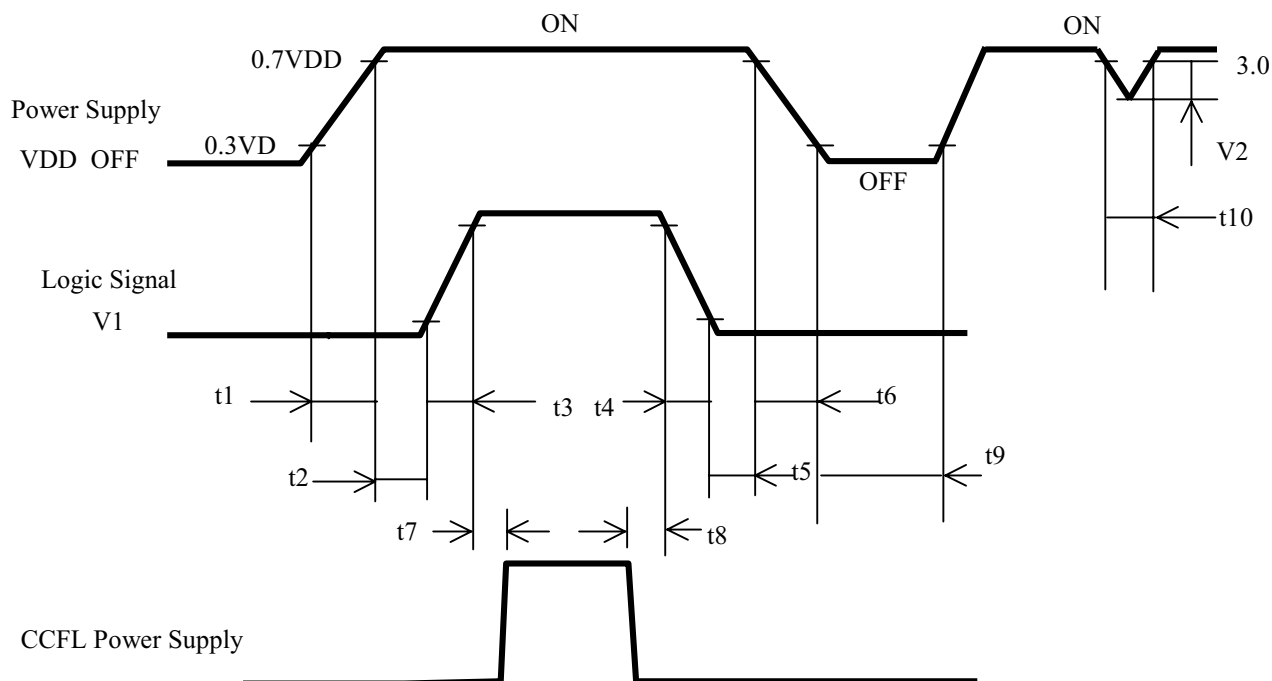 ON
ON
0.7VDD
3.0
Power Supply
0.3VD
VDD OFF
V2
OFF
t10
Logic Signal
V1
t1
t3
t4
t6
t2
t5
t9
t7
t8
CCFL Power Supply